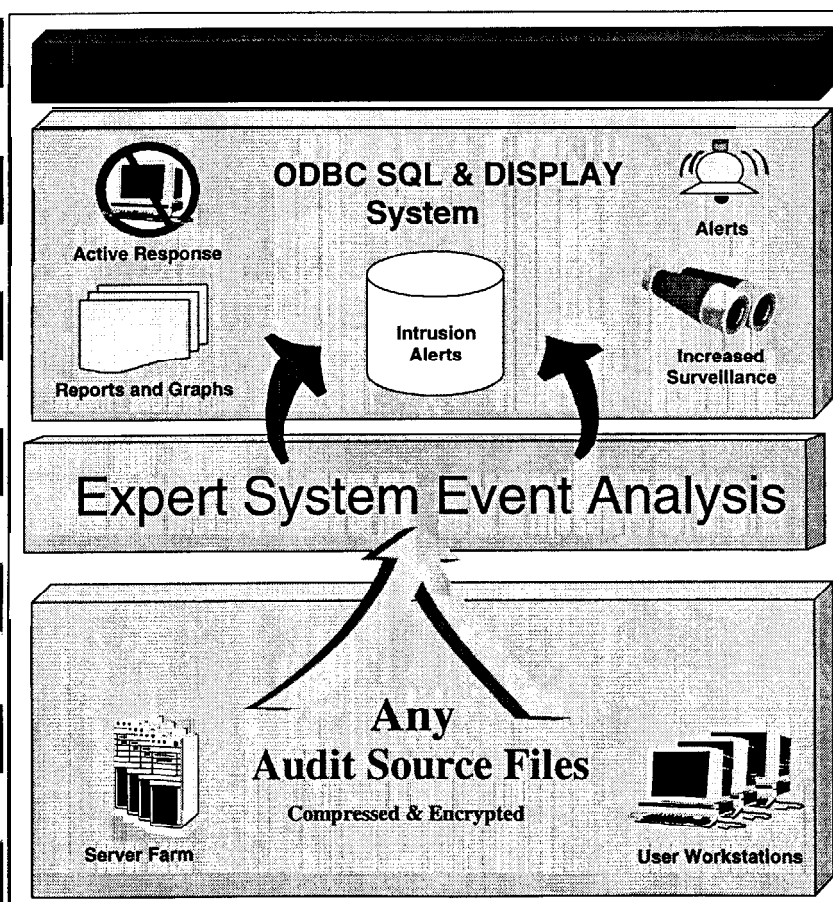 ODBC SQL & DISPLAY
System
Active Response
Alerts
Intrusion
Alerts
Reports and Graphs
Increased
Surveillance
Expert System Event Analysis
Any
Audit Source Files
Compressed & Encrypted
Server Farm
User Workstations